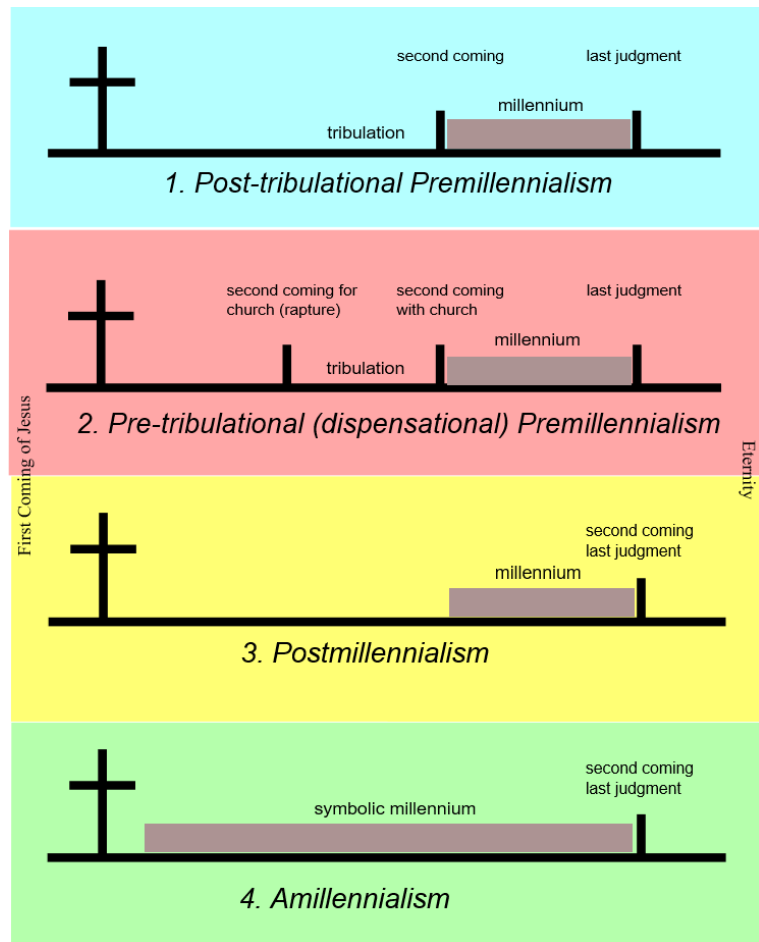 second coming
last judgment
millennium
tribulation
1. Post-tribulational Premillennialism
second coming for
church (rapture)
second coming
with church
last judgment
millennium
tribulation
2. Pre-tribulational (dispensational) Premillennialism
First Coming of Jesus
Eternity
second coming
last judgment
millennium
3. Postmillennialism
second coming
last judgment
symbolic millennium
4. Amillennialism